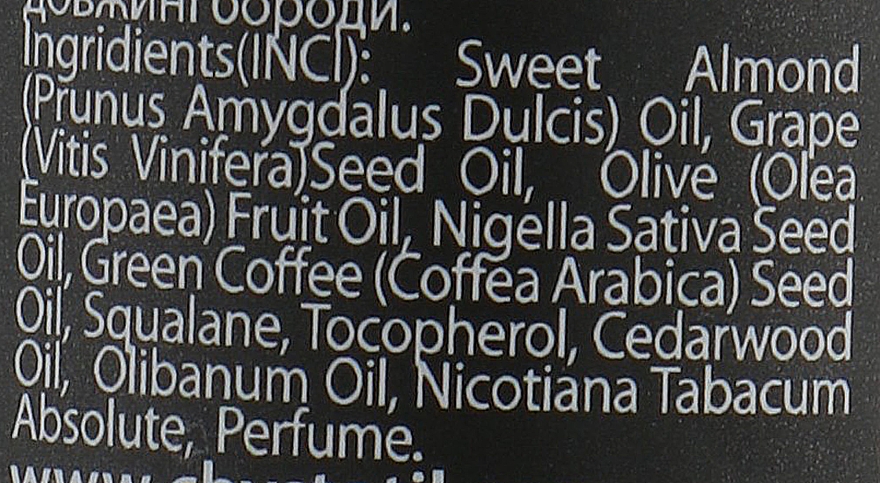 довжині бороди.
Ingridients(INCI): Sweet Almond
(Prunus Amygdalus Dulcis) Oil, Grape
(Vitis Vinifera)Seed Oil, Olive (Olea
Europaea) Fruit Oil, Nigella Sativa Seed
Oil, Green Coffee (Coffea Arabica) Seed
Oil, Squalane, Tocopherol, Cedarwood
Oil, Olibanum Oil, Nicotiana Tabacum
Absolute, Perfume.